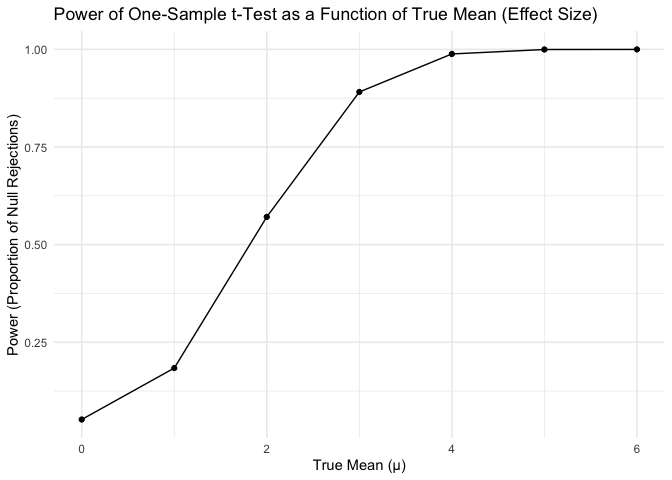 Power of One-Sample t-Test as a Function of True Mean (Effect Size)
Power (Proportion of Null Rejections)
1.00
0.75
0.50
0.25
0 2 4 6
True Mean (μ)